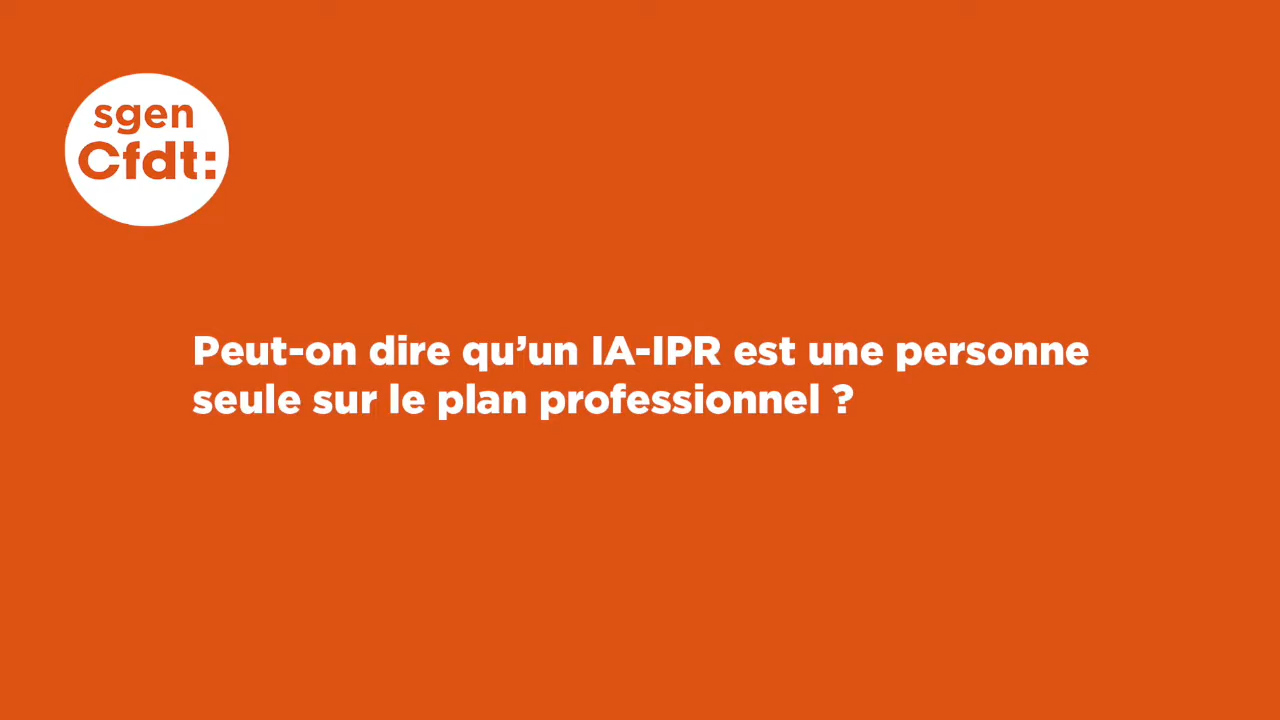 sgen
Cfdt:
Peut-on dire qu’un IA-IPR est une personne
seule sur le plan professionnel ?